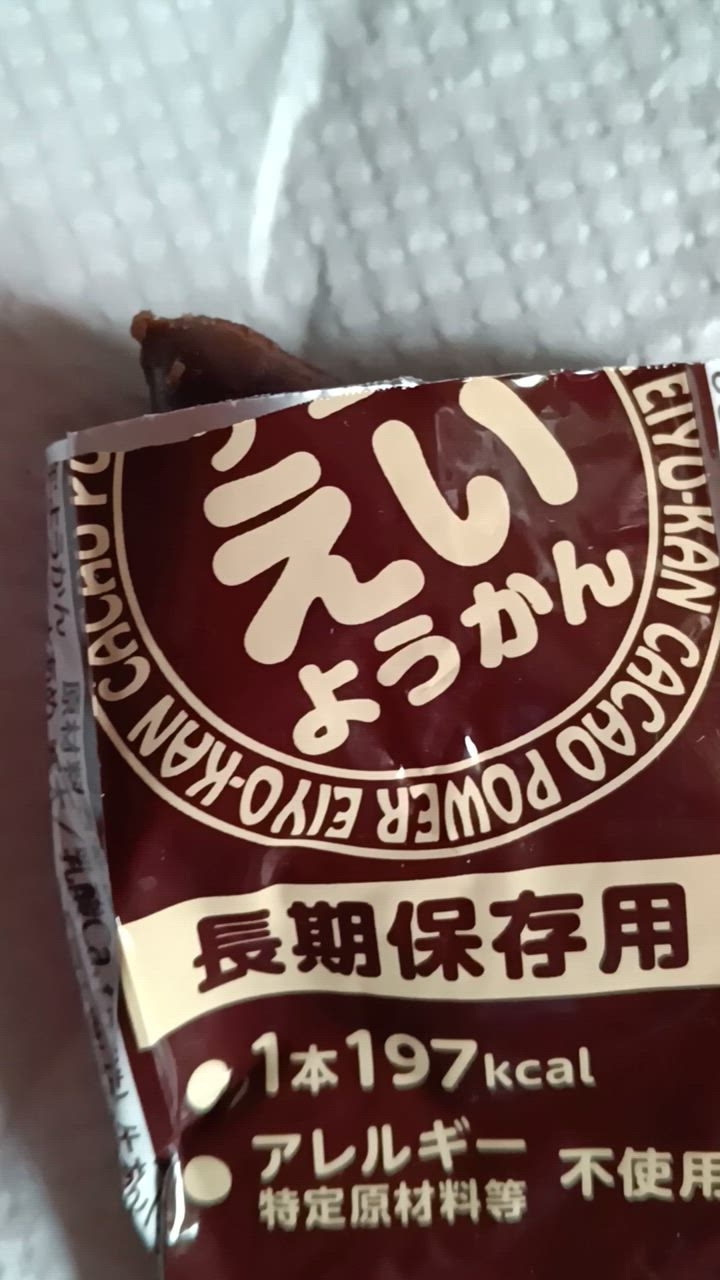 えい
ようかん
EIYO-KAN CACAO POWER EIYO-KAN CACAO
長期保存用
1本197kcal
アレルギー
特定原材料等
不使用